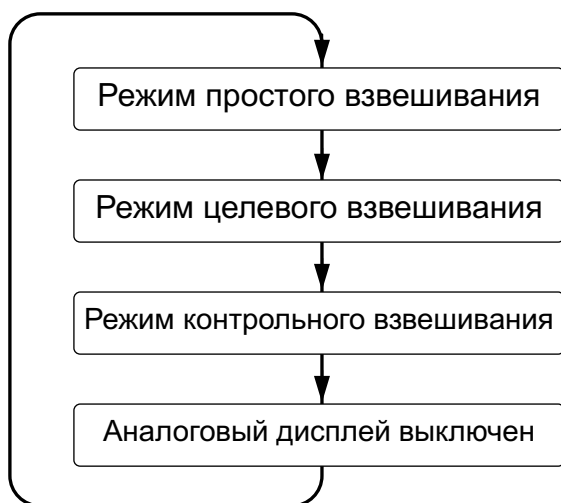 Режим простого взвешивания
Режим целевого взвешивания
Режим контрольного взвешивания
Аналоговый дисплей выключен